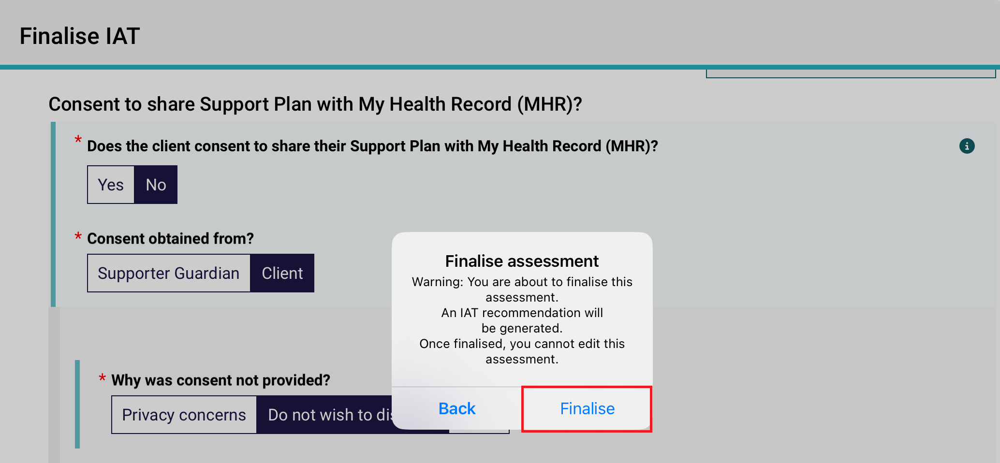 Finalise IAT
Consent to share Support Plan with My Health Record (MHR)?
* Does the client consent to share their Support Plan with My Health Record (MHR)?
Yes No
* Consent obtained from?
Supporter Guardian Client
* Why was consent not provided?
Privacy concerns Do not wish to
Finalise assessment
Warning: You are about to finalise this
assessment.
An IAT recommendation will
be generated.
Once finalised, you cannot edit this
assessment.
Back Finalise